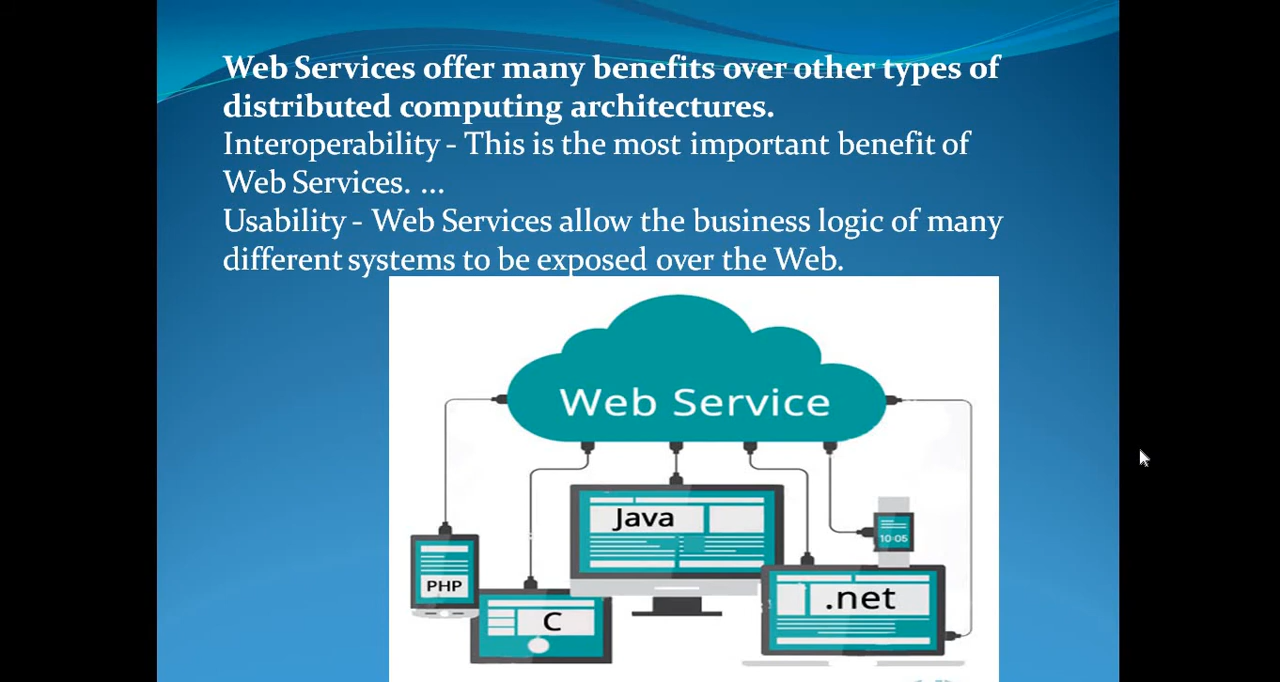 Web Services offer many benefits over other types of
distributed computing architectures.
Interoperability - This is the most important benefit of
Web Services. ...
Usability - Web Services allow the business logic of many
different systems to be exposed over the Web.
Web Service
Java
10:05
PHP
C
.net